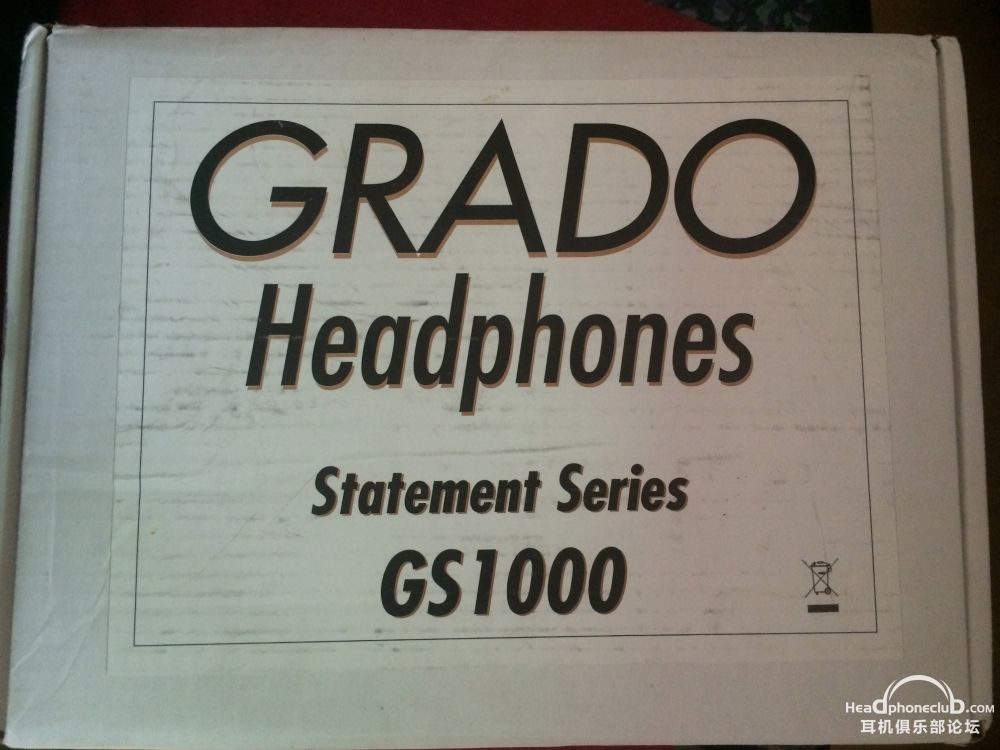 GRADO
Headphones
Statement Series
GS1000
Headphoneclub.com
耳机俱乐部论坛